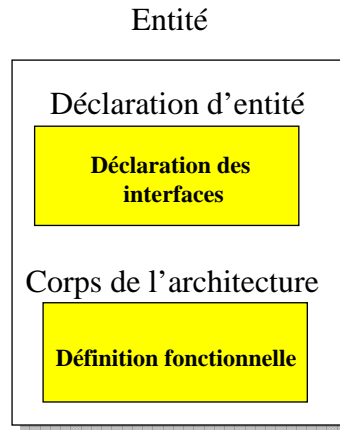 Entité
Déclaration d’entité
Déclaration des
interfaces
Corps de l’architecture
Définition fonctionnelle